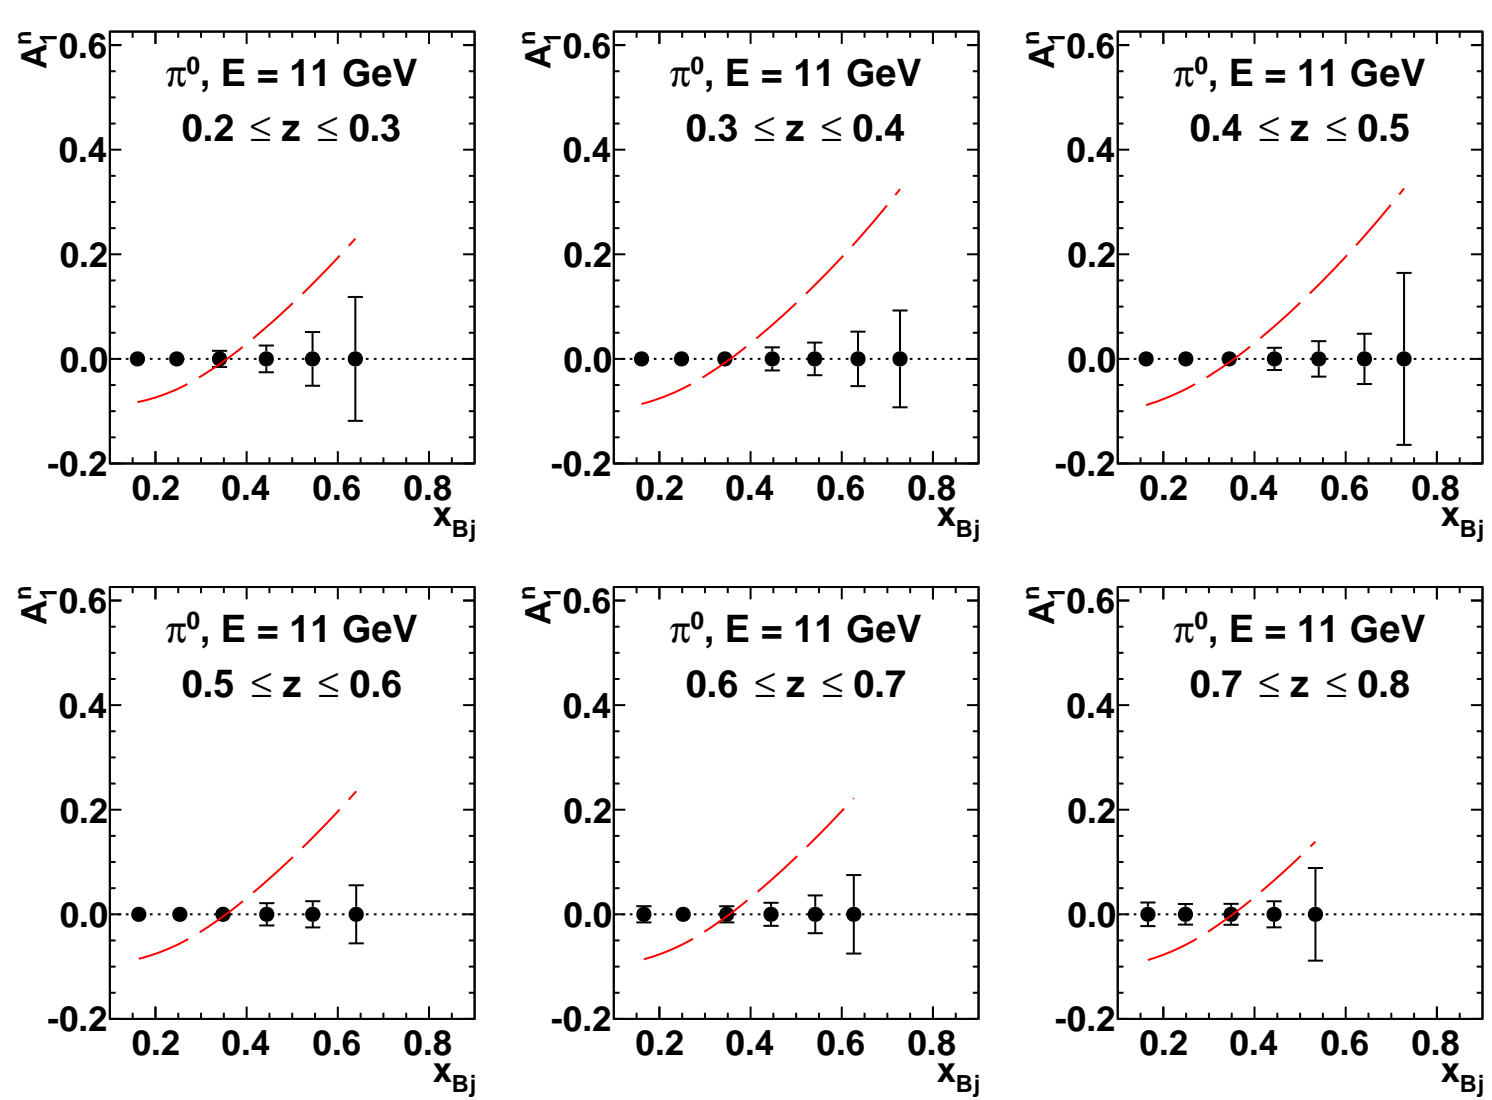 A₁ⁿ
π⁰, E = 11 GeV
0.2 ≤ z ≤ 0.3
0.6
0.4
0.2
0.0
-0.2
0.2 0.4 0.6 0.8
x_Bj
A₁ⁿ
π⁰, E = 11 GeV
0.3 ≤ z ≤ 0.4
0.6
0.4
0.2
0.0
-0.2
0.2 0.4 0.6 0.8
x_Bj
A₁ⁿ
π⁰, E = 11 GeV
0.4 ≤ z ≤ 0.5
0.6
0.4
0.2
0.0
-0.2
0.2 0.4 0.6 0.8
x_Bj
A₁ⁿ
π⁰, E = 11 GeV
0.5 ≤ z ≤ 0.6
0.6
0.4
0.2
0.0
-0.2
0.2 0.4 0.6 0.8
x_Bj
A₁ⁿ
π⁰, E = 11 GeV
0.6 ≤ z ≤ 0.7
0.6
0.4
0.2
0.0
-0.2
0.2 0.4 0.6 0.8
x_Bj
A₁ⁿ
π⁰, E = 11 GeV
0.7 ≤ z ≤ 0.8
0.6
0.4
0.2
0.0
-0.2
0.2 0.4 0.6 0.8
x_Bj